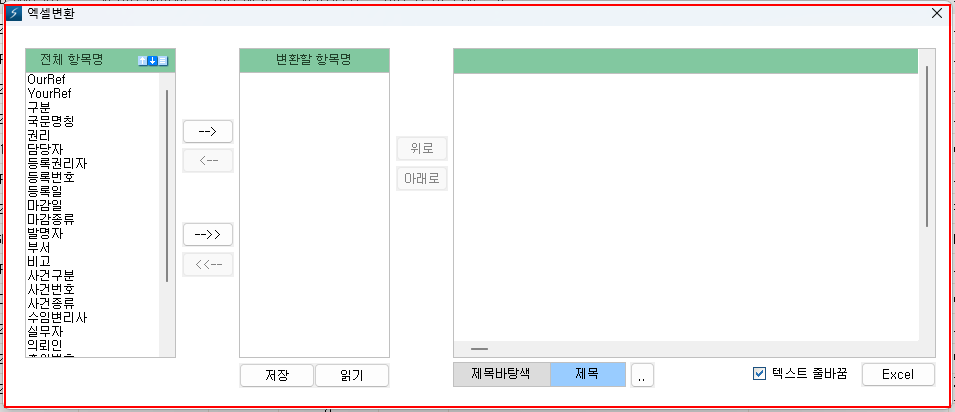 엑셀변환
전체 항목명
OurRef
YourRef
구분
국문명칭
권리
담당자
등록권리자
등록번호
등록일
마감일
마감종류
발명자
부서
비고
사건구분
사건번호
사건종류
수임변리사
실무자
의뢰인
-->
<--
-->>
<<--
변환할 항목명
저장 읽기
위로
아래로
제목바탕색 제목 ..
텍스트 줄바꿈 Excel